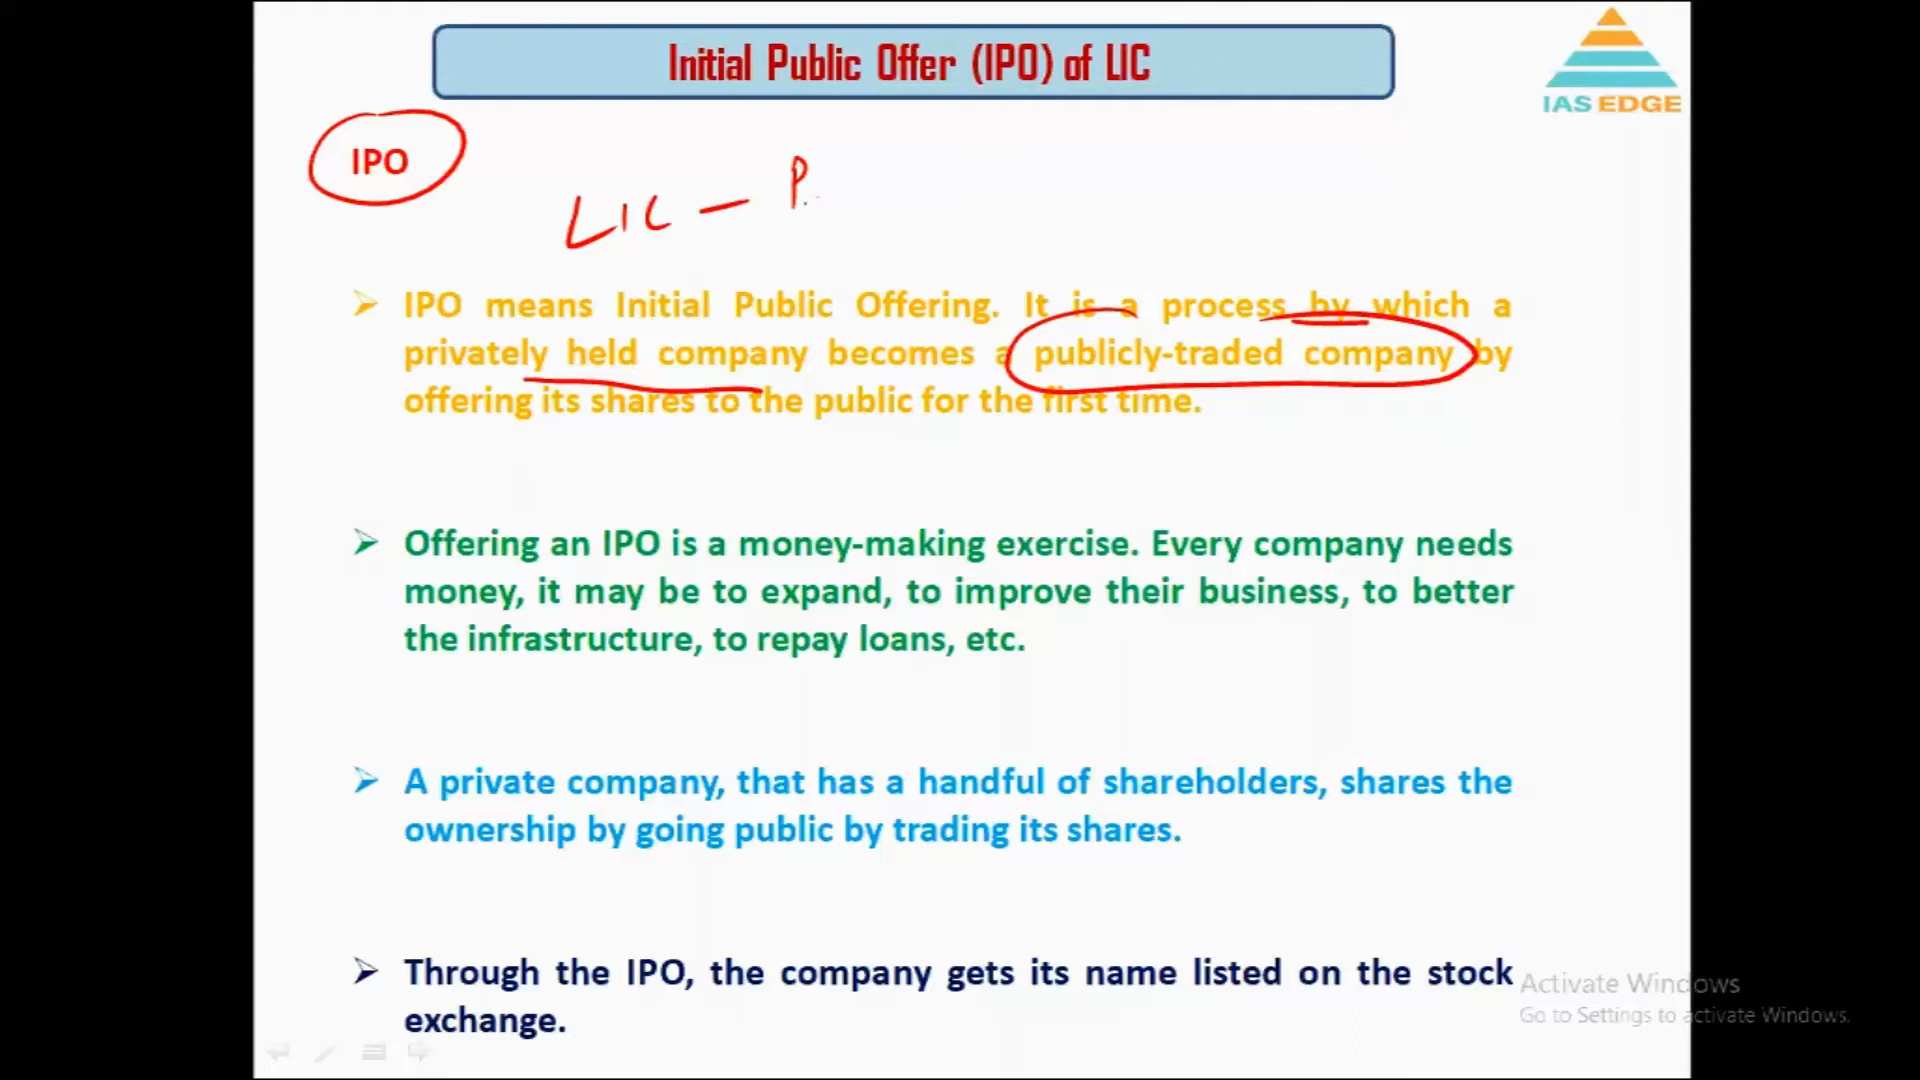 Initial Public Offer (IPO) of LIC
IAS EDGE
IPO
LIC – P
➢ IPO means Initial Public Offering. It is a process by which a
privately held company becomes a publicly-traded company by
offering its shares to the public for the first time.
➢ Offering an IPO is a money-making exercise. Every company needs
money, it may be to expand, to improve their business, to better
the infrastructure, to repay loans, etc.
➢ A private company, that has a handful of shareholders, shares the
ownership by going public by trading its shares.
➢ Through the IPO, the company gets its name listed on the stock
exchange.
Activate Windows
Go to Settings to activate Windows.